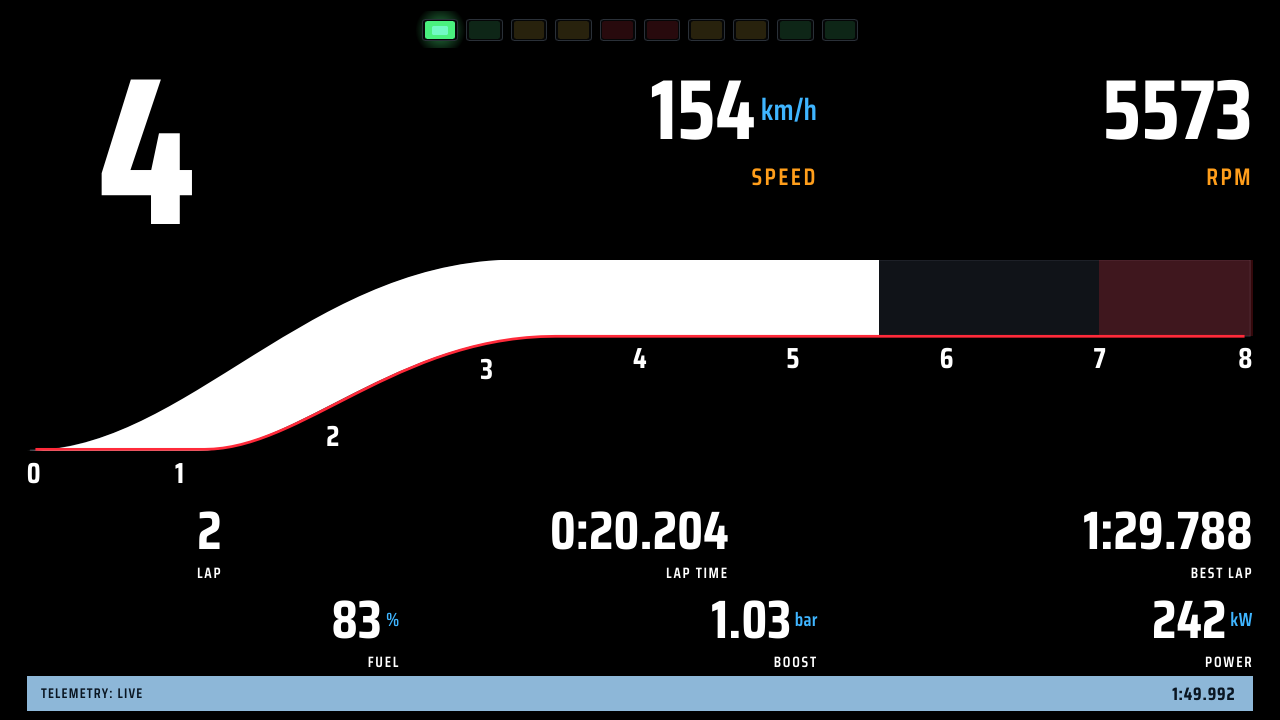 4
154 km/h
SPEED
5573
RPM
0 1 2 3 4 5 6 7 8
2
LAP
0:20.204
LAP TIME
1:29.788
BEST LAP
83 %
FUEL
1.03 bar
BOOST
242 kW
POWER
TELEMETRY: LIVE
1:49.992